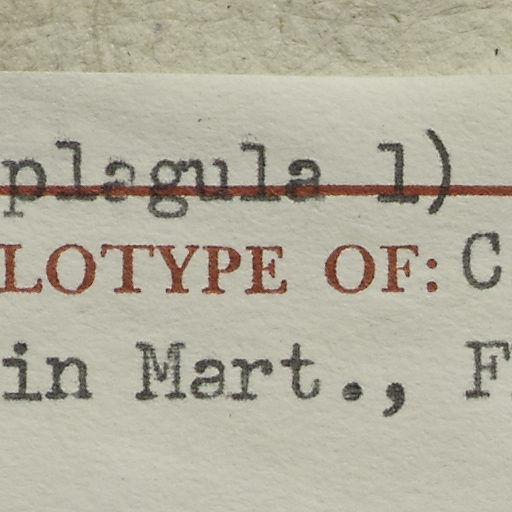 plagula 1)
LOTYPE OF: C
in Mart., F